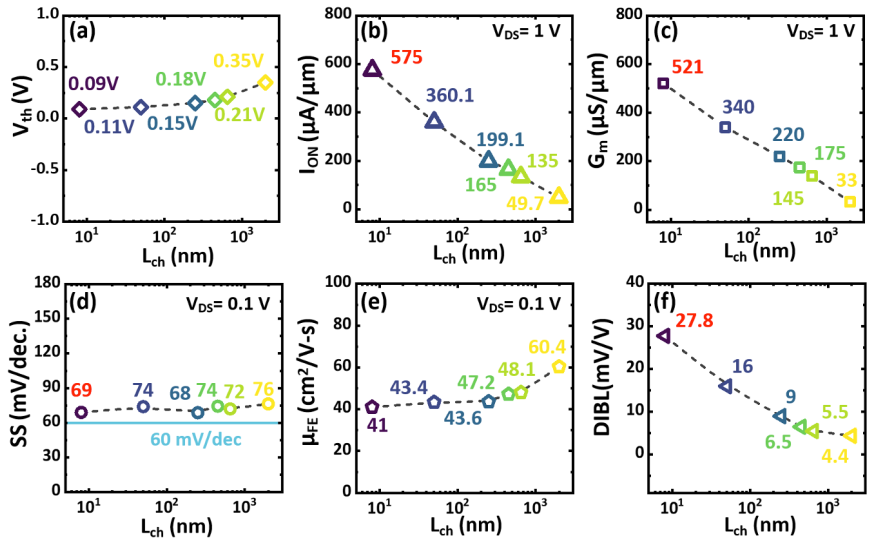 (a)
0.09V
0.11V
0.15V
0.18V
0.21V
0.35V
1.0
0.5
0.0
-0.5
-1.0
V_th (V)
10^1
10^2
10^3
L_ch (nm)
(b)
V_DS= 1 V
575
360.1
199.1
165
135
49.7
800
600
400
200
0
I_ON (μA/μm)
10^1
10^2
10^3
L_ch (nm)
(c)
V_DS= 1 V
521
340
220
175
145
33
800
600
400
200
0
G_m (μS/μm)
10^1
10^2
10^3
L_ch (nm)
(d)
V_DS= 0.1 V
69
74
68
74
72
76
60 mV/dec
180
150
120
90
60
30
0
SS (mV/dec.)
10^1
10^2
10^3
L_ch (nm)
(e)
V_DS= 0.1 V
41
43.4
43.6
47.2
48.1
60.4
100
80
60
40
20
0
μ_FE (cm^2/V-s)
10^1
10^2
10^3
L_ch (nm)
(f)
27.8
16
9
6.5
5.5
4.4
40
30
20
10
0
DIBL(mV/V)
10^1
10^2
10^3
L_ch (nm)